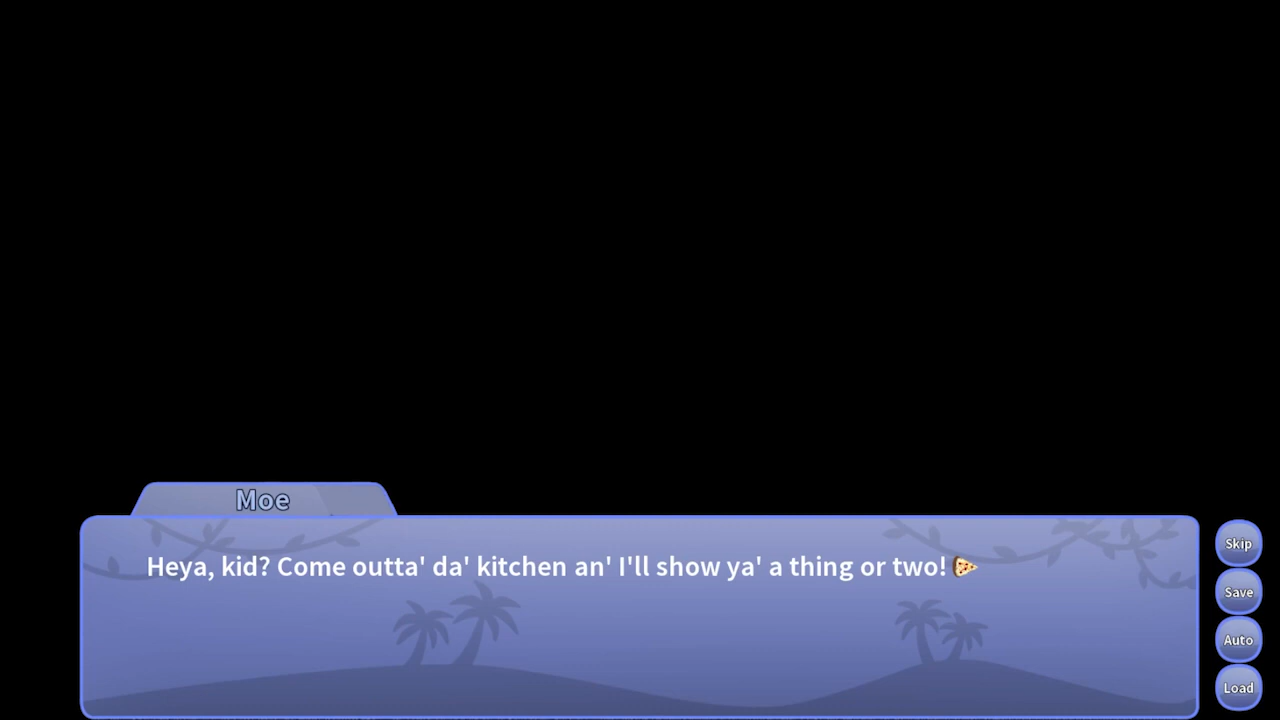 Moe
Heya, kid? Come outta' da' kitchen an' I'll show ya' a thing or two!
Skip
Save
Auto
Load